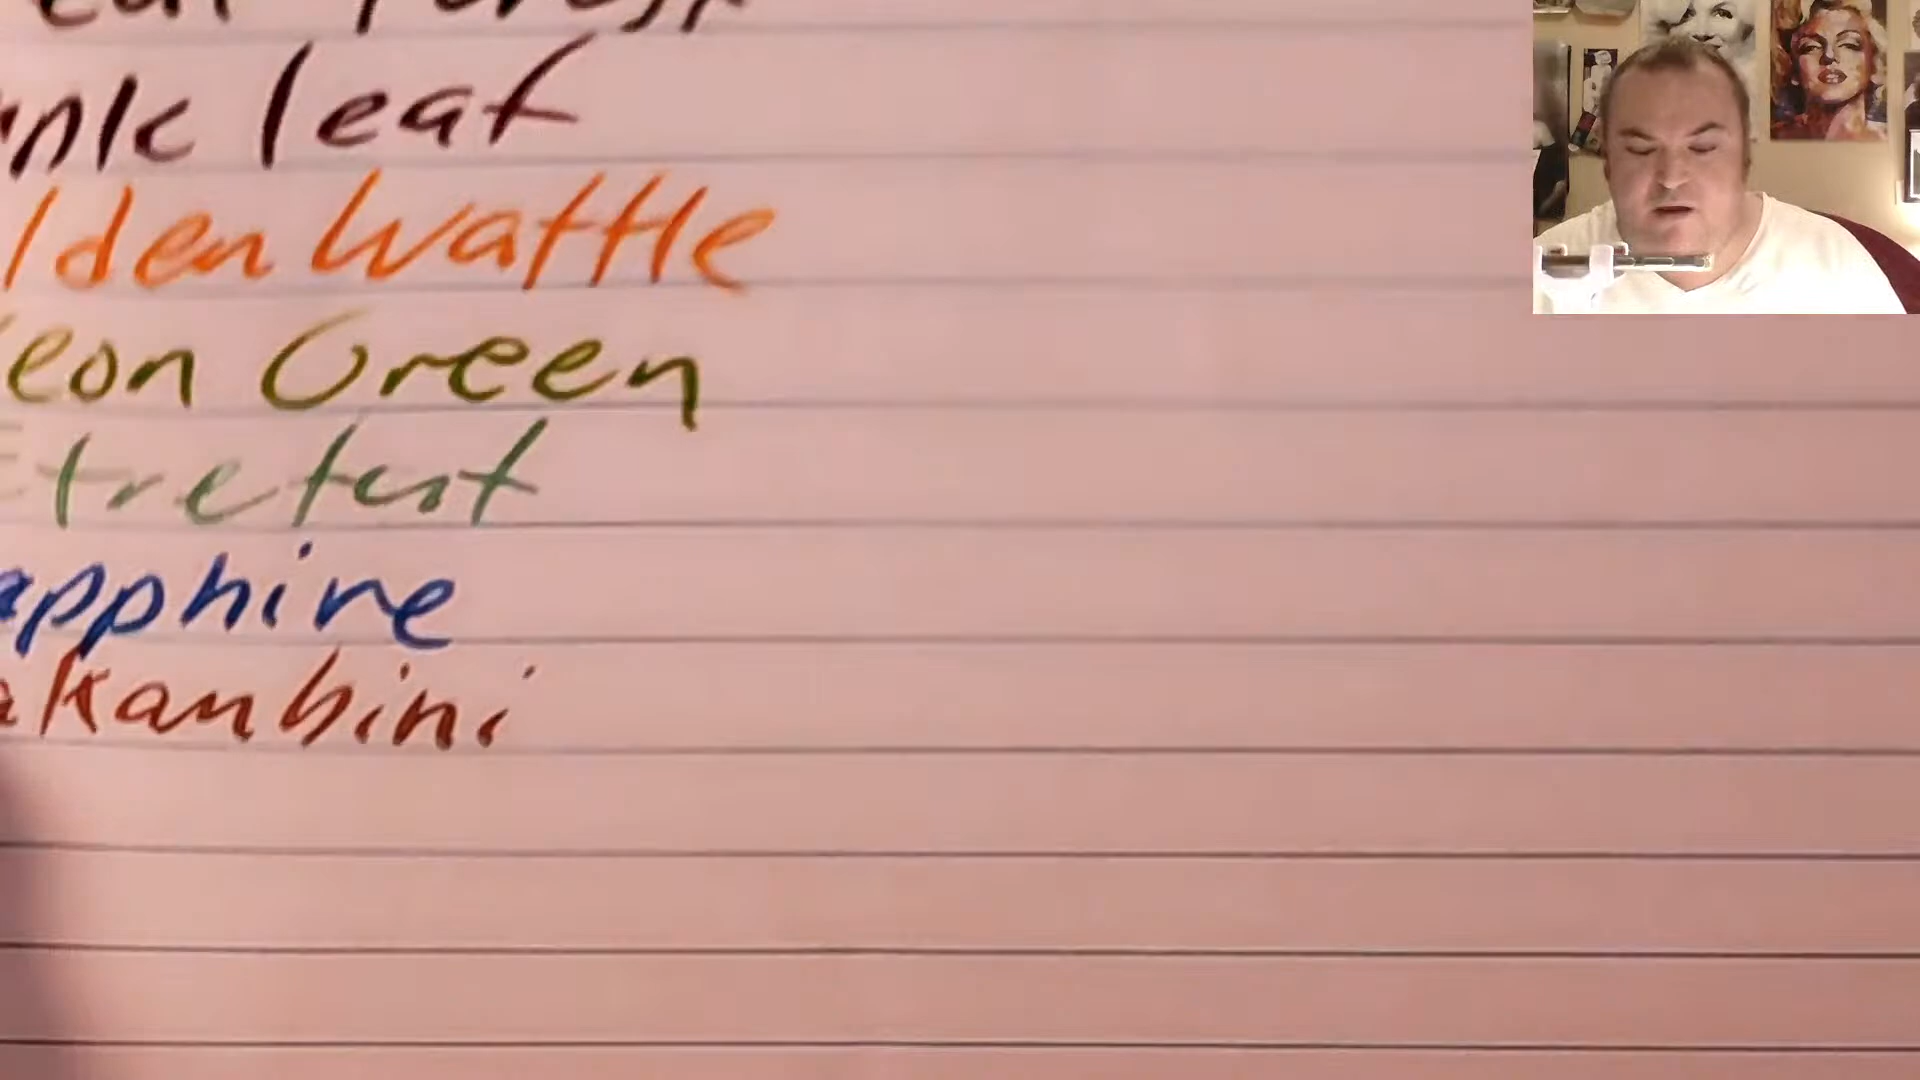 nk leaf
lden Wattle
eon Green
Etretat
apphire
akanbini